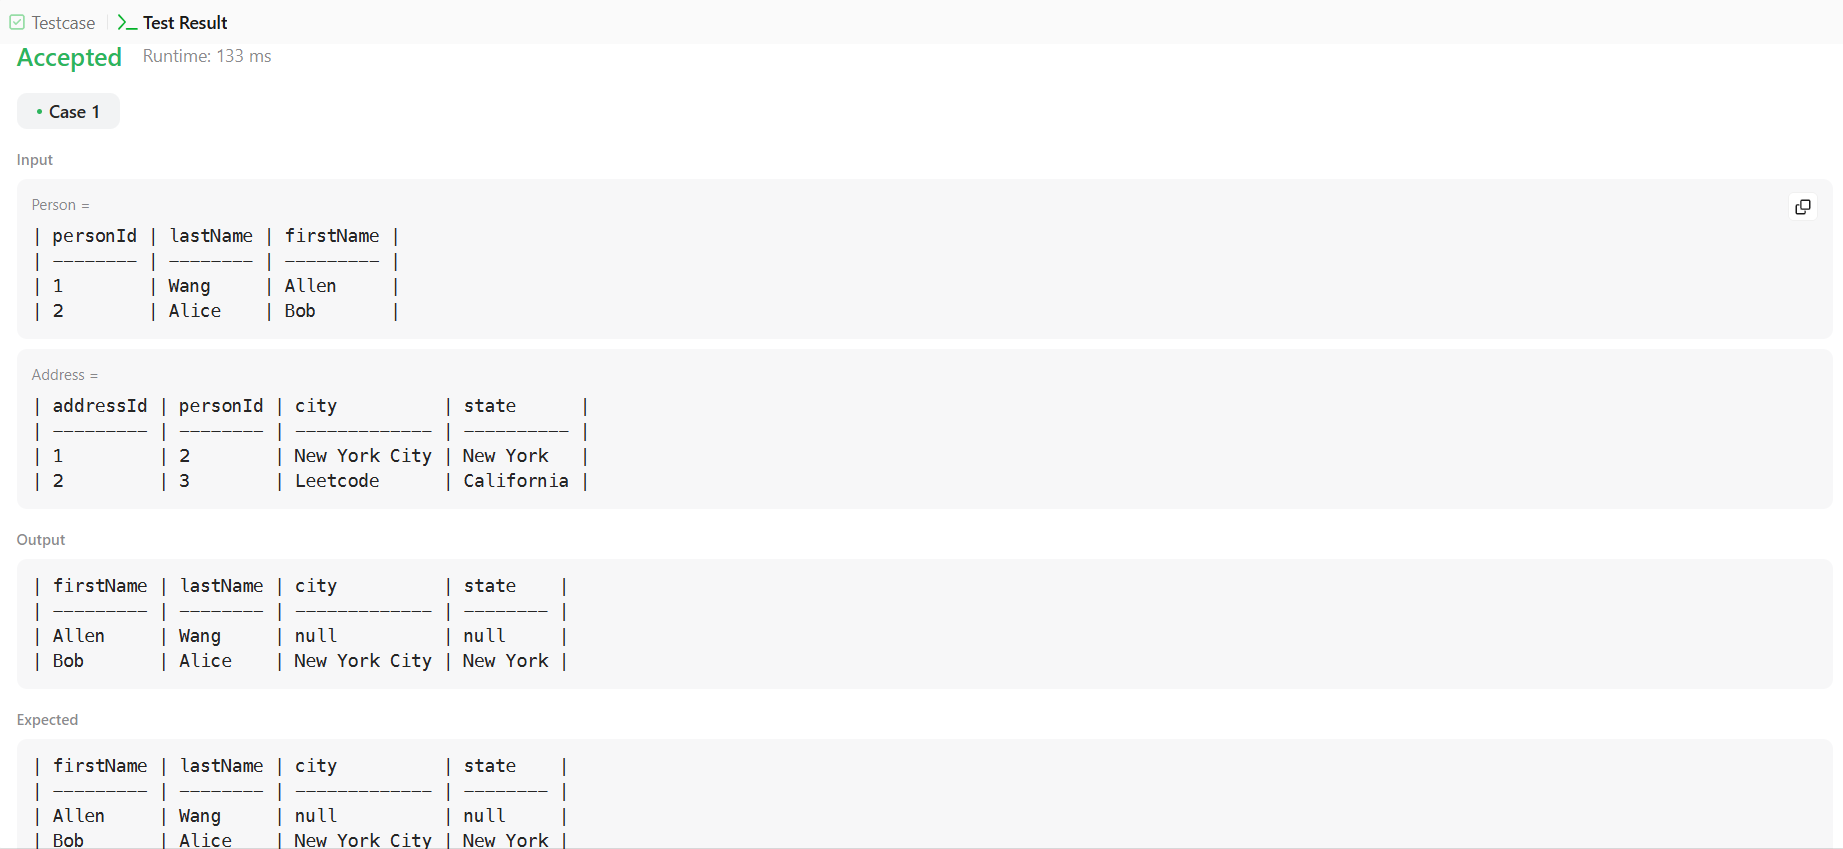 Testcase Test Result
Accepted Runtime: 133 ms
Case 1
Input
Person =
| personId | lastName | firstName |
| -------- | -------- | --------- |
| 1        | Wang     | Allen     |
| 2        | Alice    | Bob       |
Address =
| addressId | personId | city          | state      |
| --------- | -------- | ------------- | ---------- |
| 1         | 2        | New York City | New York   |
| 2         | 3        | Leetcode      | California |
Output
| firstName | lastName | city          | state    |
| --------- | -------- | ------------- | -------- |
| Allen     | Wang     | null          | null     |
| Bob       | Alice    | New York City | New York |
Expected
| firstName | lastName | city          | state    |
| --------- | -------- | ------------- | -------- |
| Allen     | Wang     | null          | null     |
| Bob       | Alice    | New York City | New York |